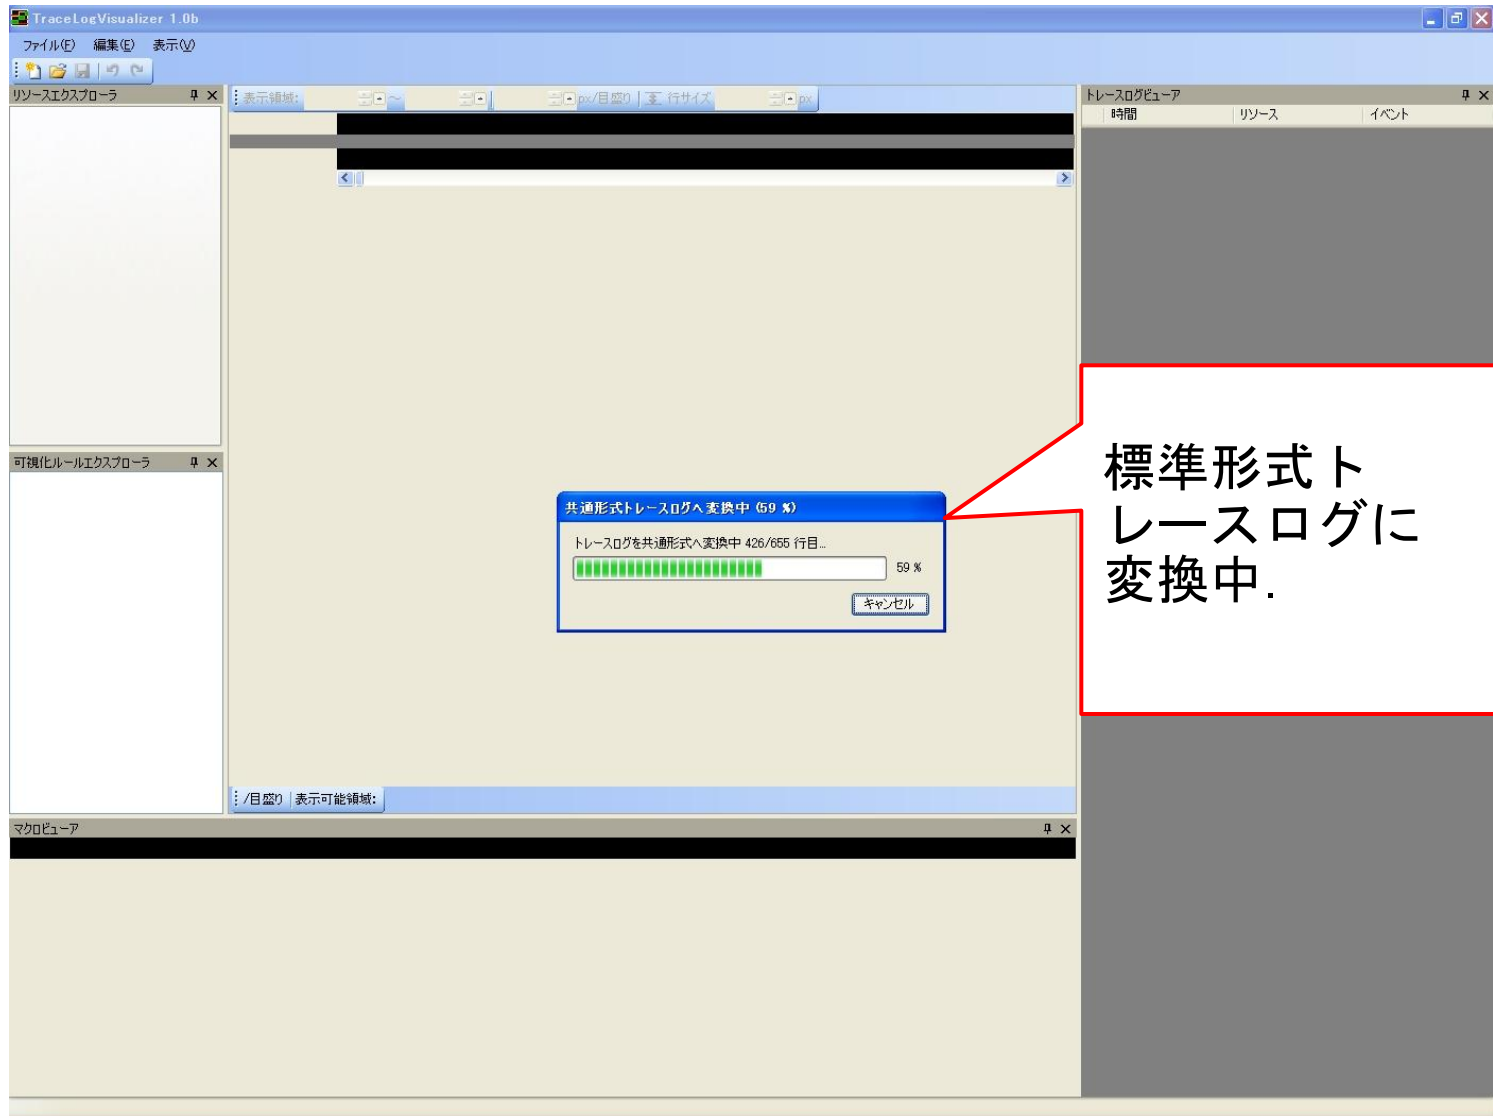 TraceLogVisualizer 1.0b
ファイル(F) 編集(E) 表示(V)
リソースエクスプローラ
表示領域: ～ px/目盛り 行サイズ px
トレースログビューア
時間 リソース イベント
可視化ルールエクスプローラ
共通形式トレースログへ変換中 (59 %)
トレースログを共通形式へ変換中 426/655 行目...
59 %
キャンセル
標準形式ト
レースログに
変換中.
/目盛り 表示可能領域:
マクロビューア